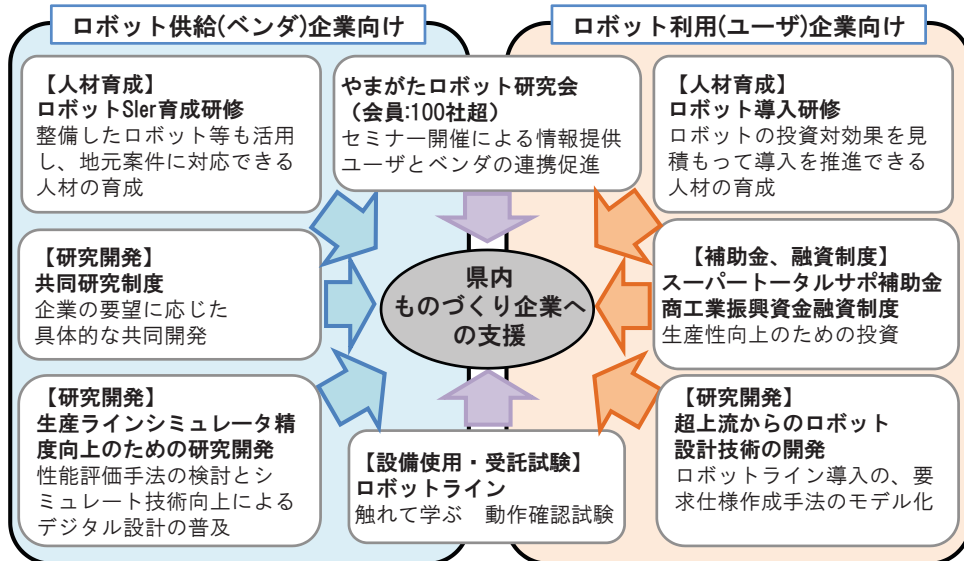 ロボット供給(ベンダ)企業向け
ロボット利用(ユーザ)企業向け
【人材育成】
ロボットSIer育成研修
整備したロボット等も活用
し、地元案件に対応できる
人材の育成
やまがたロボット研究会
（会員:100社超）
セミナー開催による情報提供
ユーザとベンダの連携促進
【人材育成】
ロボット導入研修
ロボットの投資対効果を見
積もって導入を推進できる
人材の育成
【研究開発】
共同研究制度
企業の要望に応じた
具体的な共同開発
県内
ものづくり企業へ
の支援
【補助金、融資制度】
スーパートータルサポ補助金
商工業振興資金融資制度
生産性向上のための投資
【研究開発】
生産ラインシミュレータ精
度向上のための研究開発
性能評価手法の検討とシ
ミュレート技術向上による
デジタル設計の普及
【設備使用・受託試験】
ロボットライン
触れて学ぶ　動作確認試験
【研究開発】
超上流からのロボット
設計技術の開発
ロボットライン導入の、要
求仕様作成手法のモデル化